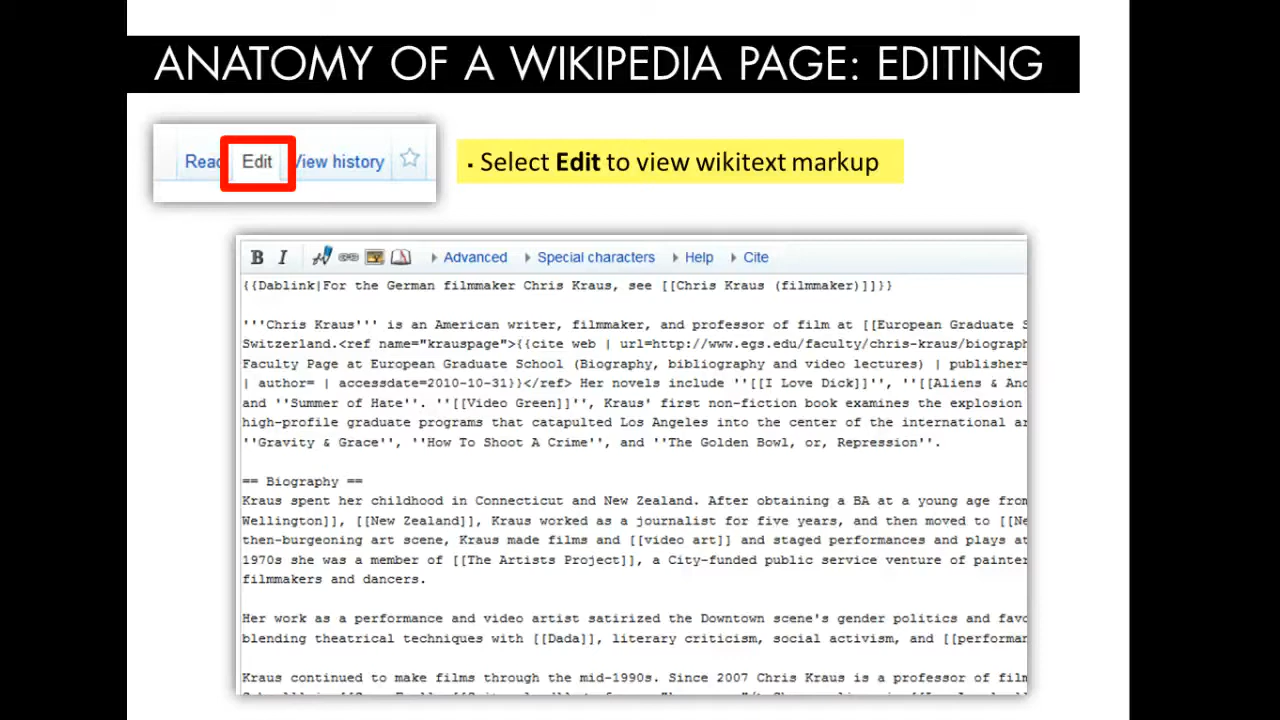 ANATOMY OF A WIKIPEDIA PAGE: EDITING
Read Edit View history
▪ Select Edit to view wikitext markup
B I Advanced Special characters Help Cite
{{Dablink|For the German filmmaker Chris Kraus, see [[Chris Kraus (filmmaker)]]}}
'''Chris Kraus''' is an American writer, filmmaker, and professor of film at [[European Graduate S
Switzerland.<ref name="krauspage">{{cite web | url=http://www.egs.edu/faculty/chris-kraus/biograph
Faculty Page at European Graduate School (Biography, bibliography and video lectures) | publisher=
| author= | accessdate=2010-10-31}}</ref> Her novels include ''[[I Love Dick]]'', ''[[Aliens & Ano
and ''Summer of Hate''. ''[[Video Green]]'', Kraus' first non-fiction book examines the explosion
high-profile graduate programs that catapulted Los Angeles into the center of the international ar
''Gravity & Grace'', ''How To Shoot A Crime'', and ''The Golden Bowl, or, Repression''.
== Biography ==
Kraus spent her childhood in Connecticut and New Zealand. After obtaining a BA at a young age from
Wellington]], [[New Zealand]], Kraus worked as a journalist for five years, and then moved to [[Ne
then-burgeoning art scene, Kraus made films and [[video art]] and staged performances and plays at
1970s she was a member of [[The Artists Project]], a City-funded public service venture of painter
filmmakers and dancers.
Her work as a performance and video artist satirized the Downtown scene's gender politics and favo
blending theatrical techniques with [[Dada]], literary criticism, social activism, and [[performan
Kraus continued to make films through the mid-1990s. Since 2007 Chris Kraus is a professor of film